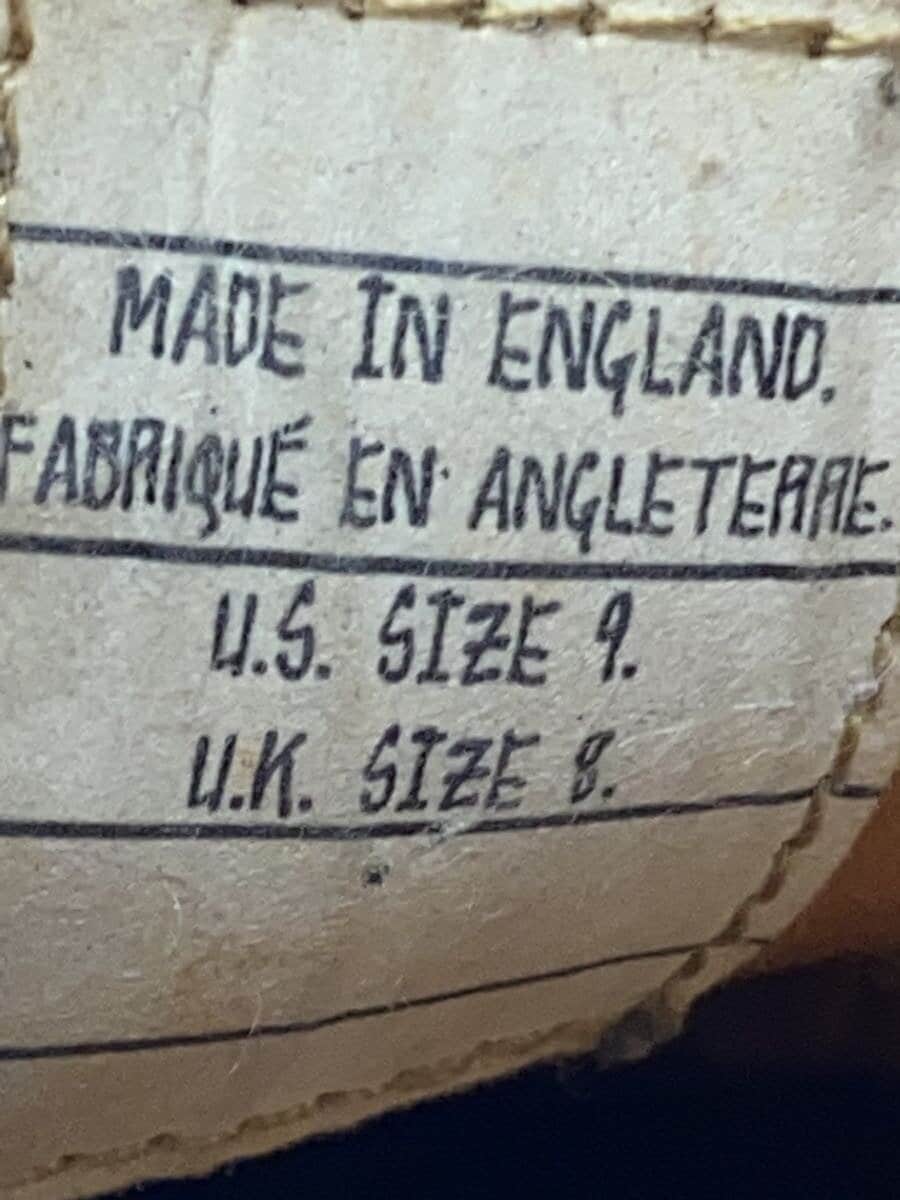 MADE IN ENGLAND.
FABRIQUÉ EN ANGLETERRE.
U.S. SIZE 9.
U.K. SIZE 8.